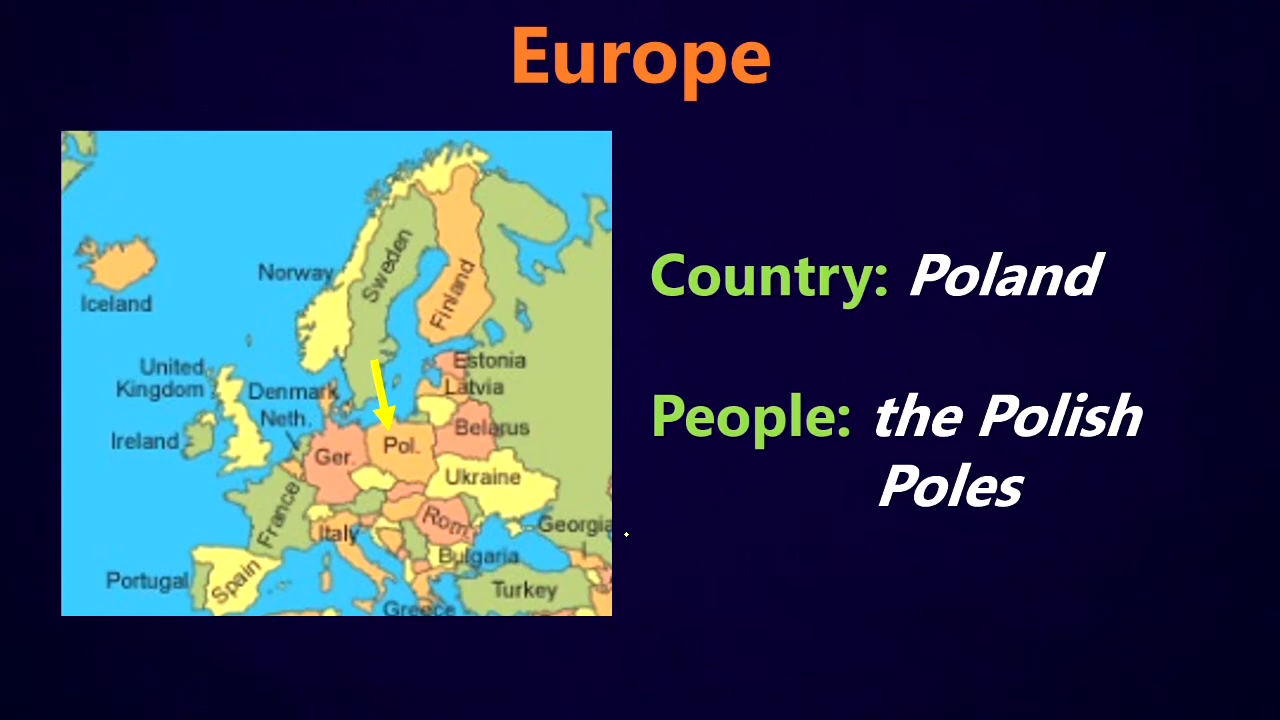 Europe
Norway
Sweden
Finland
Iceland
Estonia
United
Kingdom
Denmark
Latvia
Neth.
Ireland
Belarus
Ger.
Pol.
Ukraine
France
Italy
Rom.
Georgia
Bulgaria
Portugal
Spain
Turkey
Greece
Country: Poland
People: the Polish
Poles